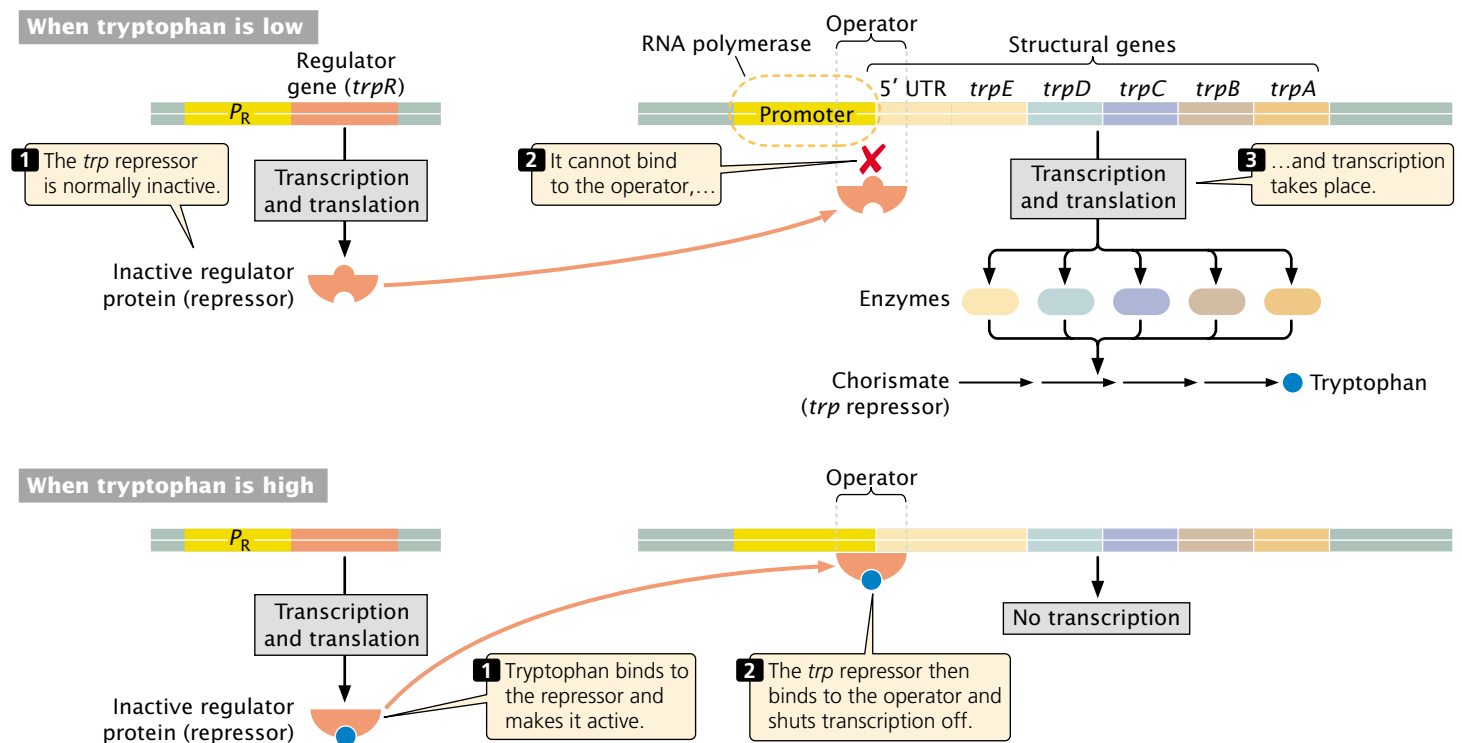 When tryptophan is low
Operator
RNA polymerase
Structural genes
Regulator
gene (trpR)
5′ UTR trpE trpD trpC trpB trpA
PR
Promoter
1 The trp repressor
is normally inactive.
Transcription
and translation
2 It cannot bind
to the operator,…
Transcription
and translation
3 …and transcription
takes place.
Inactive regulator
protein (repressor)
Enzymes
Chorismate
(trp repressor)
Tryptophan
When tryptophan is high
Operator
PR
Transcription
and translation
No transcription
1 Tryptophan binds to
the repressor and
makes it active.
2 The trp repressor then
binds to the operator and
shuts transcription off.
Inactive regulator
protein (repressor)